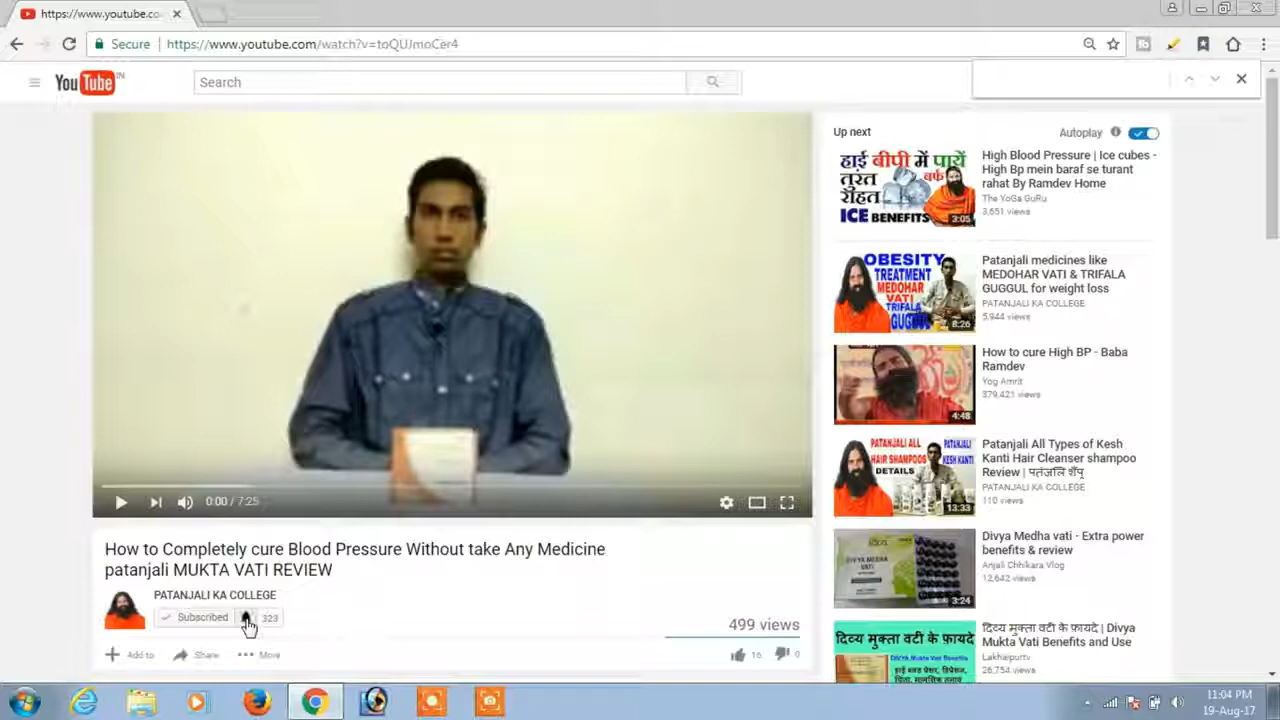 https://www.youtube.co
Secure
https://www.youtube.com/watch?v=toQUJmoCer4
YouTube IN
Search
Up next
Autoplay
हाई बीपी में पायें
तुरंत
राहत
बर्फ
ICE BENEFITS
3:05
High Blood Pressure | Ice cubes -
High Bp mein baraf se turant
rahat By Ramdev Home
The YoGa GuRu
3,651 views
OBESITY
TREATMENT
MEDOHAR
VATI
TRIFALA
GUGGUL
8:26
Patanjali medicines like
MEDOHAR VATI & TRIFALA
GUGGUL for weight loss
PATANJALI KA COLLEGE
5,944 views
4:48
How to cure High BP - Baba
Ramdev
Yog Amrit
379,421 views
PATANJALI ALL
HAIR SHAMPOOS
DETAILS
PATANJALI
KESH KANTI
13:33
Patanjali All Types of Kesh
Kanti Hair Cleanser shampoo
Review | पतंजलि शैंपू
PATANJALI KA COLLEGE
110 views
DIVYA MEDHA
VATI
3:24
Divya Medha vati - Extra power
benefits & review
Anjali Chhikara Vlog
12,642 views
दिव्य मुक्ता वटी के फ़ायदे
Divya Mukta Vati Benefits
दिव्य मुक्ता वटी के फ़ायदे | Divya
Mukta Vati Benefits and Use
Lakhaipurtv
26,754 views
0:00 / 7:25
How to Completely cure Blood Pressure Without take Any Medicine
patanjali MUKTA VATI REVIEW
PATANJALI KA COLLEGE
Subscribed
323
499 views
Add to
Share
More
16
0
11:04 PM
19-Aug-17